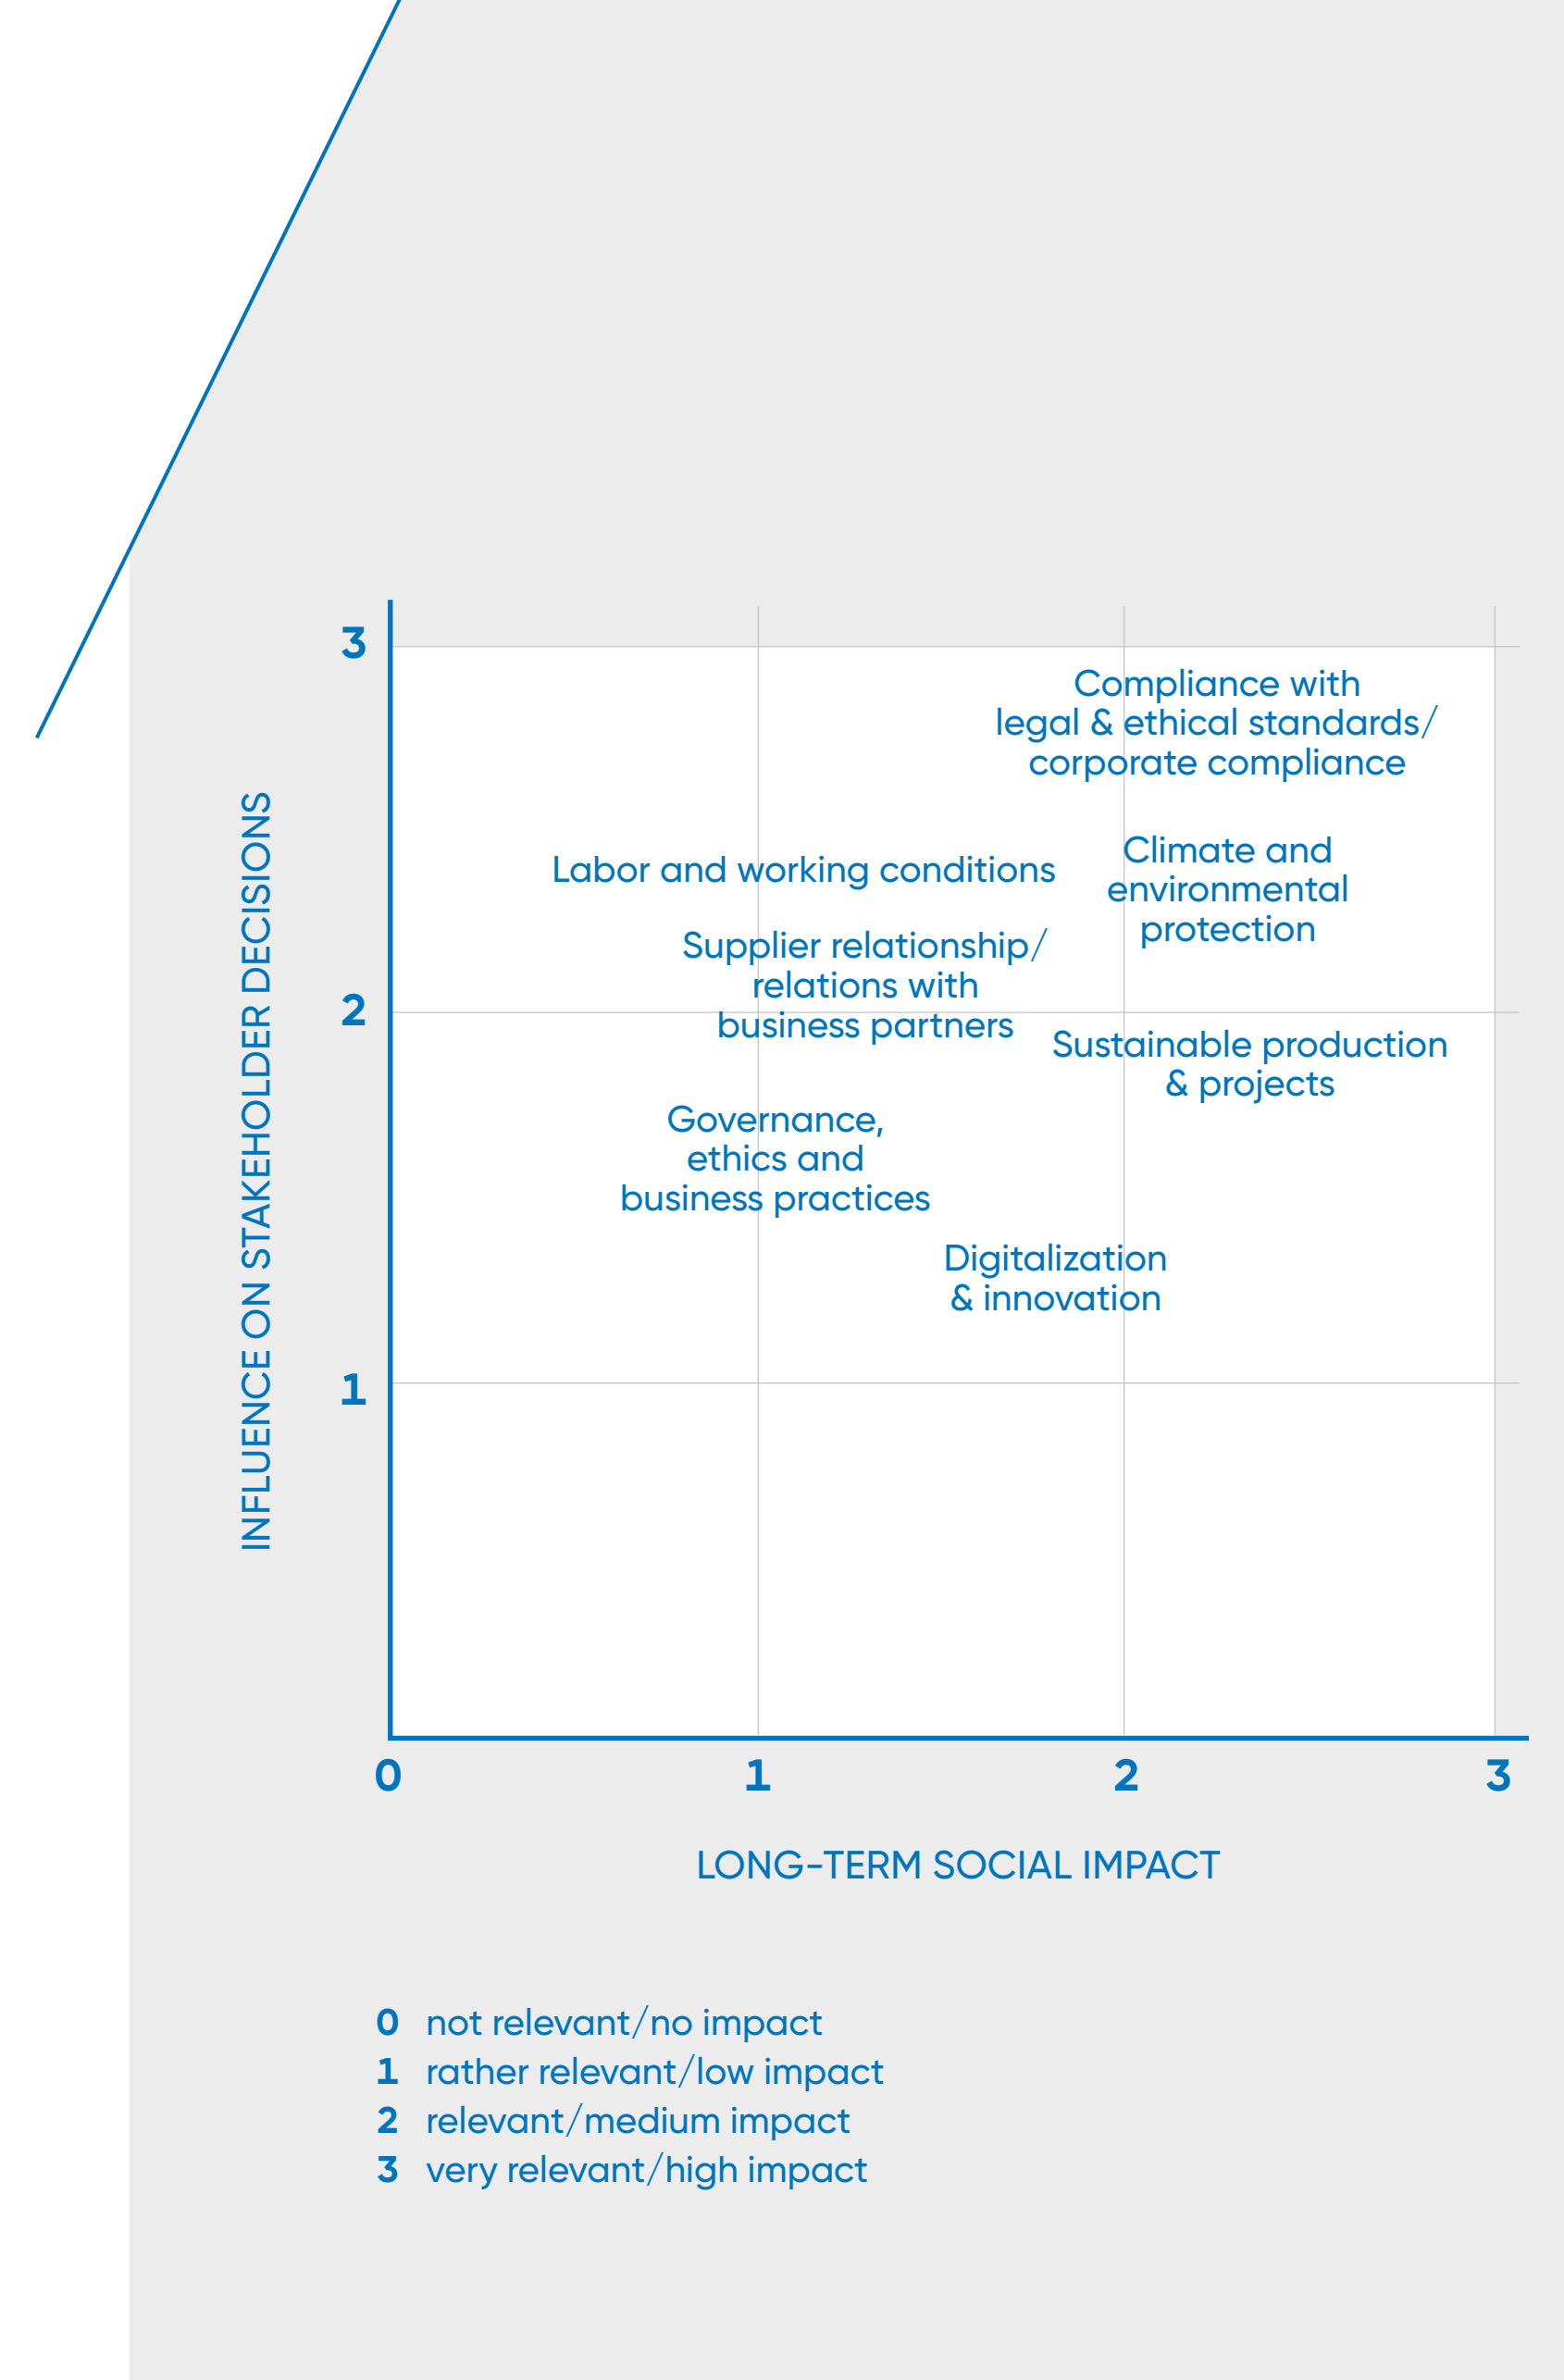 3
Compliance with
legal & ethical standards/
corporate compliance
Labor and working conditions
Climate and
environmental
protection
Supplier relationship/
relations with
business partners
2
Sustainable production
& projects
Governance,
ethics and
business practices
Digitalization
& innovation
1
INFLUENCE ON STAKEHOLDER DECISIONS
0 1 2 3
LONG-TERM SOCIAL IMPACT
0 not relevant/no impact
1 rather relevant/low impact
2 relevant/medium impact
3 very relevant/high impact